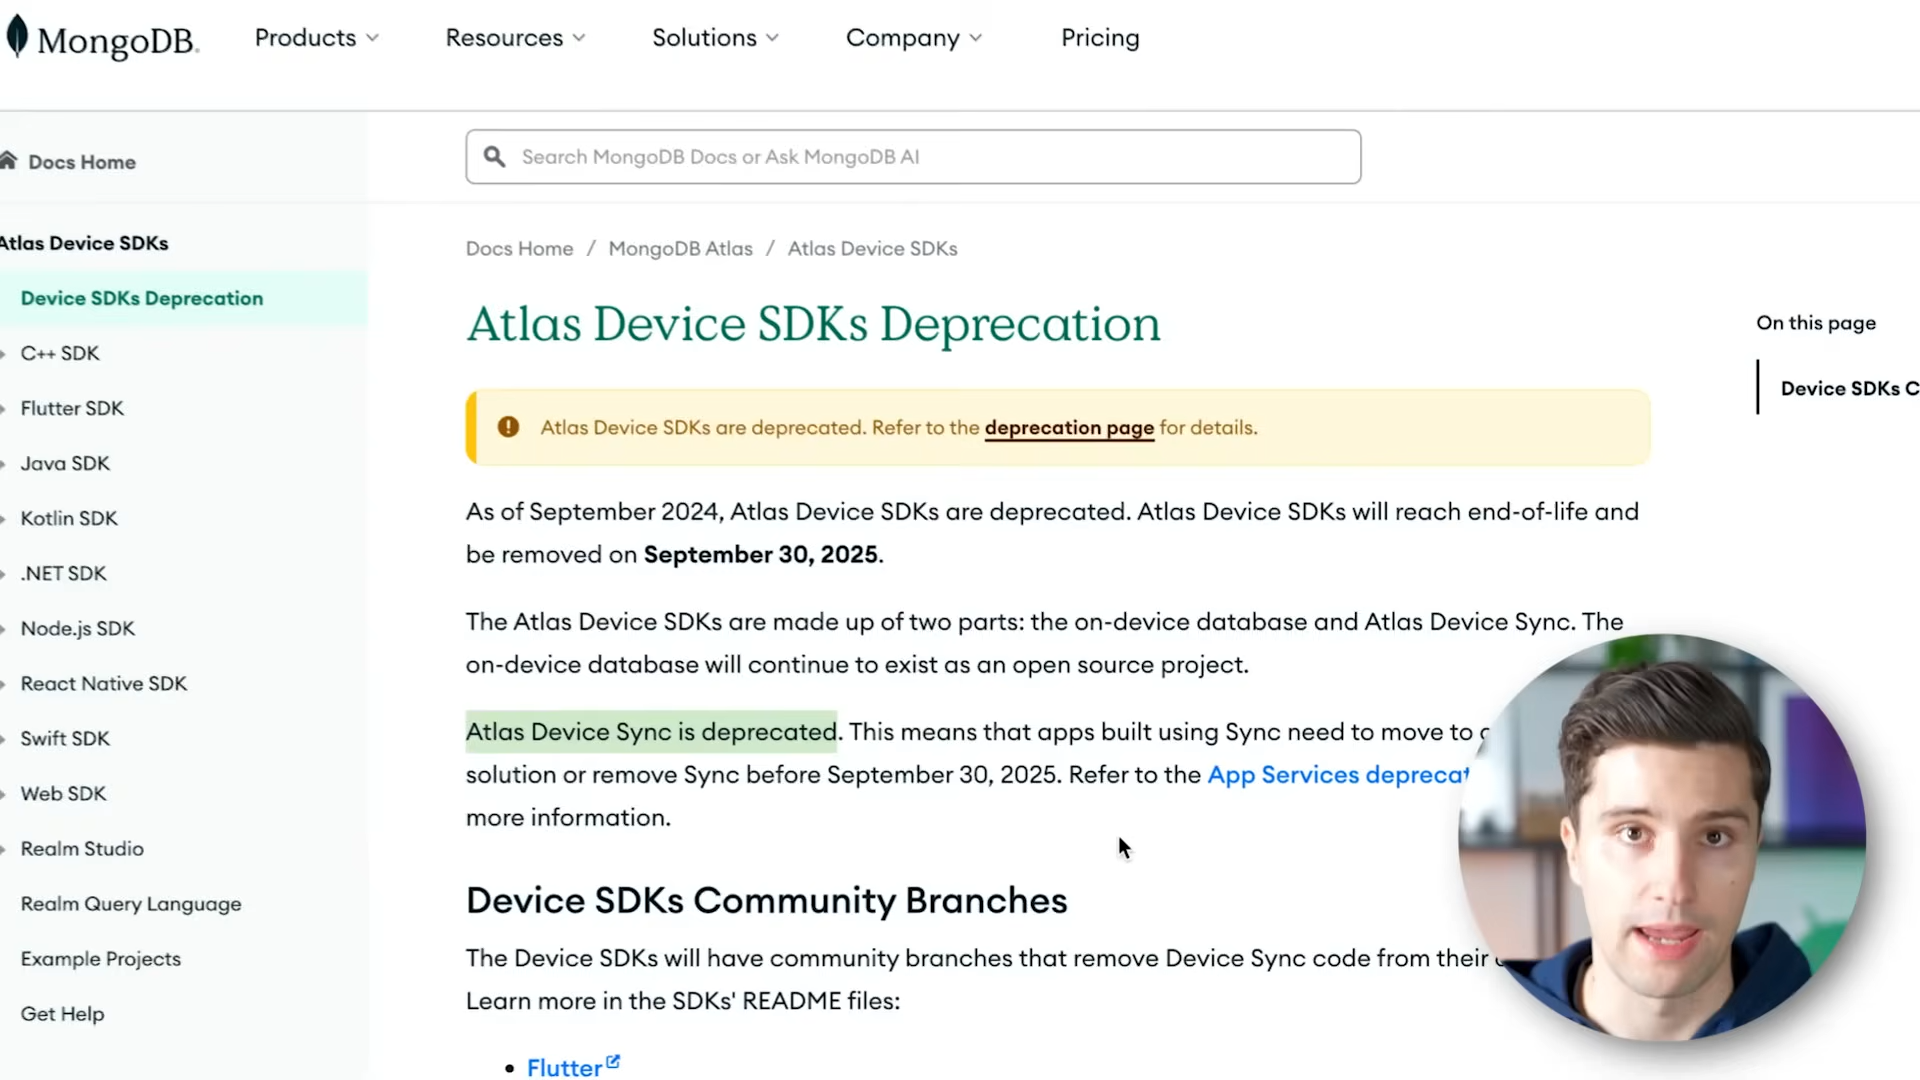 MongoDB.
Products
Resources
Solutions
Company
Pricing
Docs Home
Search MongoDB Docs or Ask MongoDB AI
Atlas Device SDKs
Device SDKs Deprecation
C++ SDK
Flutter SDK
Java SDK
Kotlin SDK
.NET SDK
Node.js SDK
React Native SDK
Swift SDK
Web SDK
Realm Studio
Realm Query Language
Example Projects
Get Help
Docs Home / MongoDB Atlas / Atlas Device SDKs
Atlas Device SDKs Deprecation
Atlas Device SDKs are deprecated. Refer to the deprecation page for details.
As of September 2024, Atlas Device SDKs are deprecated. Atlas Device SDKs will reach end-of-life and
be removed on September 30, 2025.
The Atlas Device SDKs are made up of two parts: the on-device database and Atlas Device Sync. The
on-device database will continue to exist as an open source project.
Atlas Device Sync is deprecated. This means that apps built using Sync need to move to
solution or remove Sync before September 30, 2025. Refer to the App Services deprecat
more information.
Device SDKs Community Branches
The Device SDKs will have community branches that remove Device Sync code from their
Learn more in the SDKs' README files:
Flutter
On this page
Device SDKs C